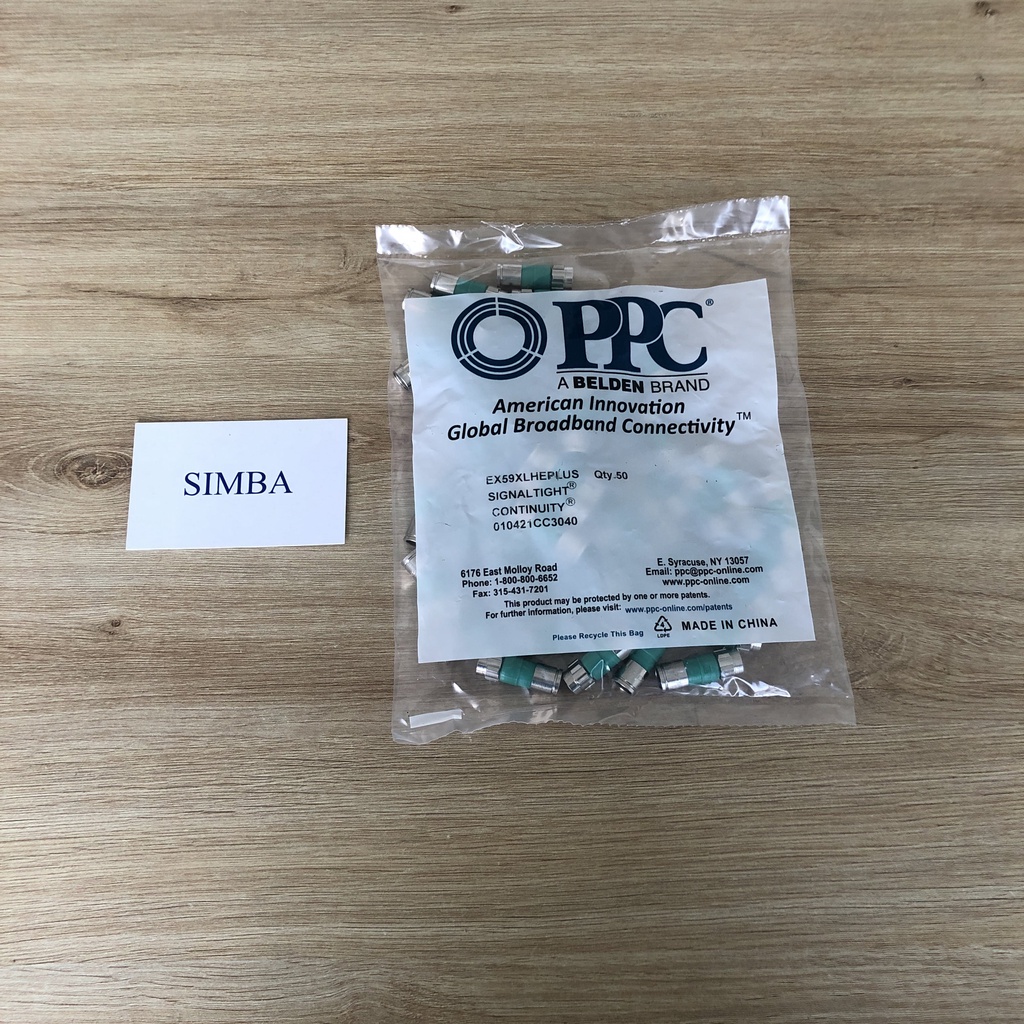 SIMBA
PPC®
A BELDEN BRAND
American Innovation
Global Broadband Connectivity™
EX59XLHEPLUS Qty.50
SIGNALTIGHT®
CONTINUITY®
010421CC3040
6176 East Molloy Road
Phone: 1-800-800-6652
Fax: 315-431-7201
E. Syracuse, NY 13057
Email: ppc@ppc-online.com
www.ppc-online.com
This product may be protected by one or more patents.
For further information, please visit: www.ppc-online.com/patents
Please Recycle This Bag
4
LDPE
MADE IN CHINA